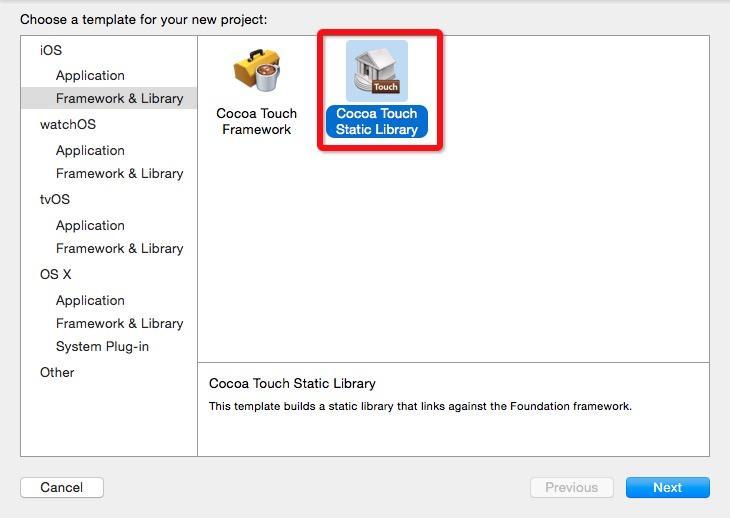 Choose a template for your new project:
iOS
Application
Framework & Library
watchOS
Application
Framework & Library
tvOS
Application
Framework & Library
OS X
Application
Framework & Library
System Plug-in
Other
Cocoa Touch
Framework
Touch
Cocoa Touch
Static Library
Cocoa Touch Static Library
This template builds a static library that links against the Foundation framework.
Cancel
Previous
Next